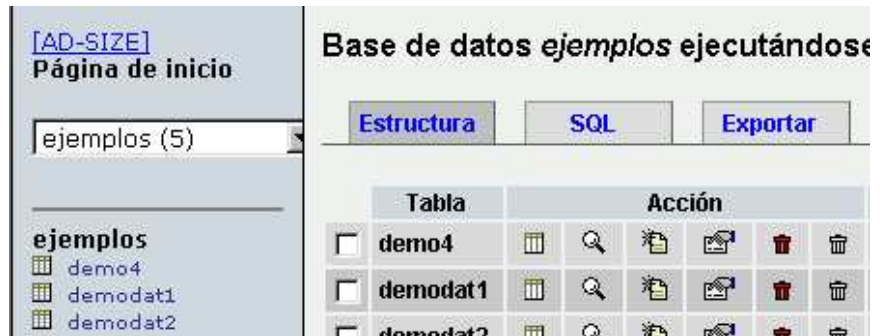 [AD-SIZE]
Página de inicio
ejemplos (5)
ejemplos
demo4
demodat1
demodat2
Base de datos ejemplos ejecutándose
Estructura SQL Exportar
Tabla Acción
demo4
demodat1
demodat2